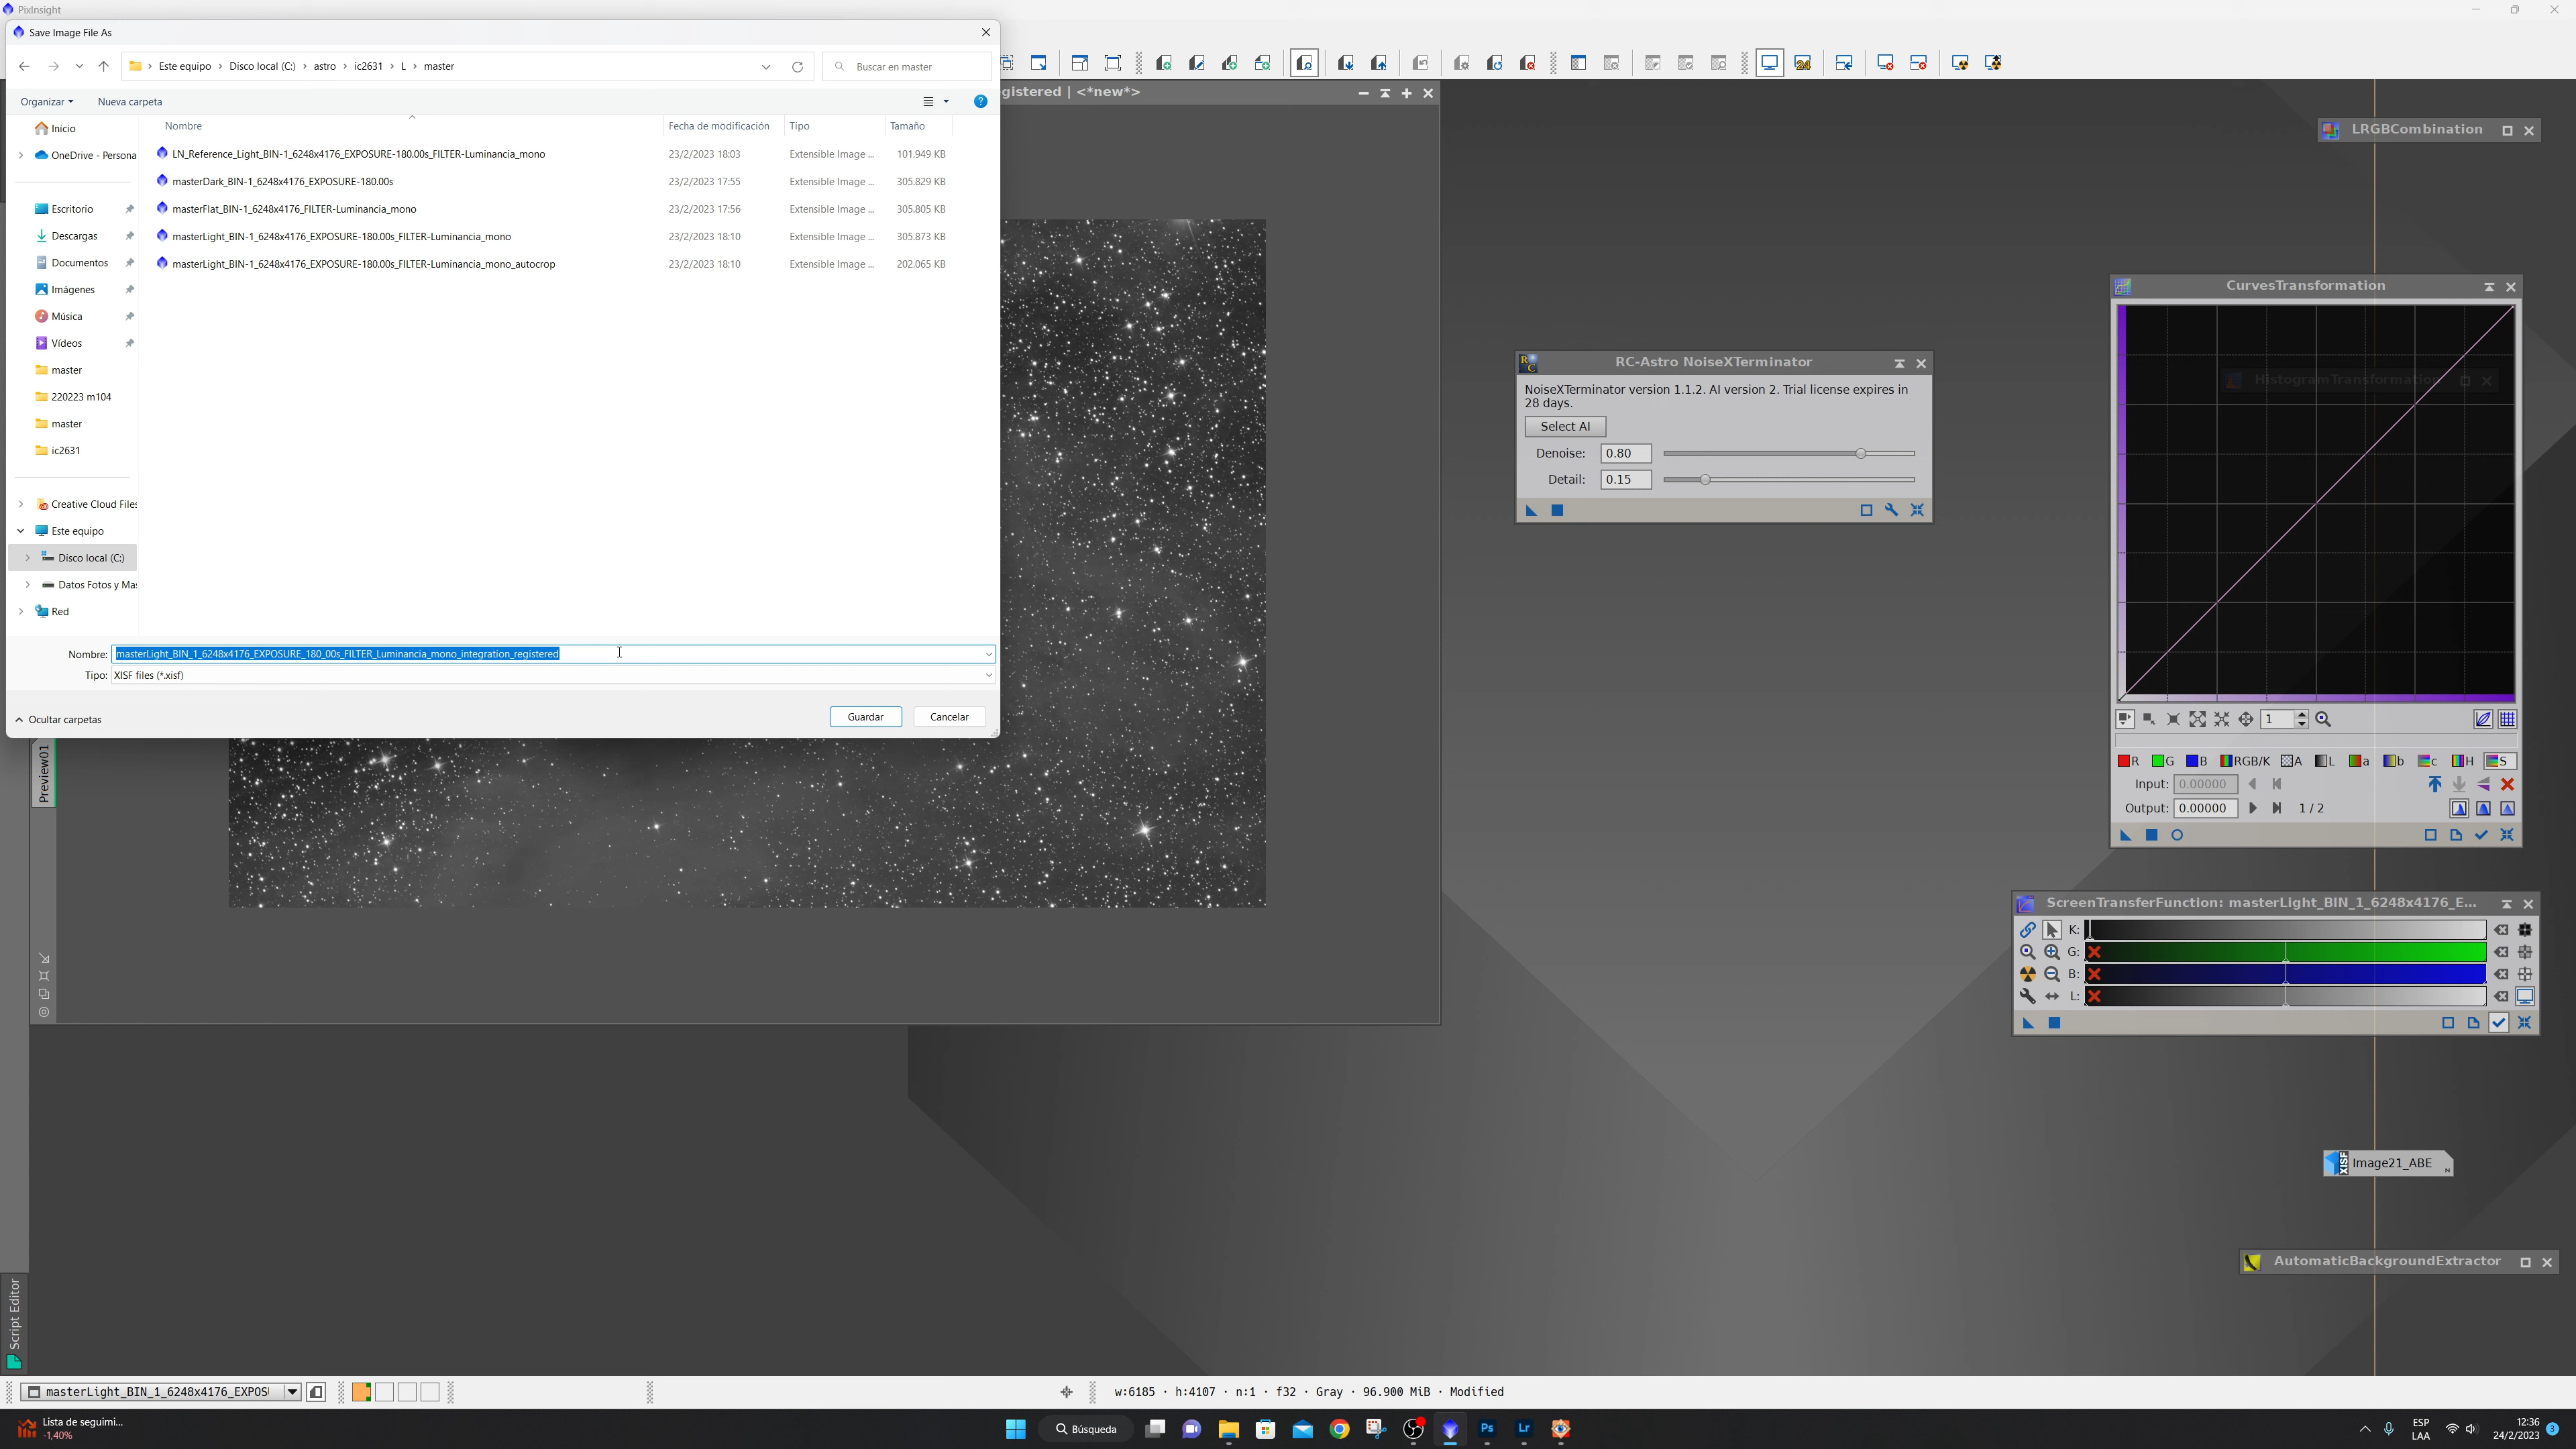 PixInsight
Save Image File As
Este equipo
Disco local (C:)
astro
ic2631
L
master
Buscar en master
Organizar
Nueva carpeta
Inicio
OneDrive - Persona
Escritorio
Descargas
Documentos
Imágenes
Música
Vídeos
master
220223 m104
master
ic2631
Creative Cloud Files
Este equipo
Disco local (C:)
Datos Fotos y Mas
Red
Nombre Fecha de modificación Tipo Tamaño
LN_Reference_Light_BIN-1_6248x4176_EXPOSURE-180.00s_FILTER-Luminancia_mono 23/2/2023 18:03 Extensible Image ... 101.949 KB
masterDark_BIN-1_6248x4176_EXPOSURE-180.00s 23/2/2023 17:55 Extensible Image ... 305.829 KB
masterFlat_BIN-1_6248x4176_FILTER-Luminancia_mono 23/2/2023 17:56 Extensible Image ... 305.805 KB
masterLight_BIN-1_6248x4176_EXPOSURE-180.00s_FILTER-Luminancia_mono 23/2/2023 18:10 Extensible Image ... 305.873 KB
masterLight_BIN-1_6248x4176_EXPOSURE-180.00s_FILTER-Luminancia_mono_autocrop 23/2/2023 18:10 Extensible Image ... 202.065 KB
Nombre: masterLight_BIN_1_6248x4176_EXPOSURE_180_00s_FILTER_Luminancia_mono_integration_registered
Tipo: XISF files (*.xisf)
Ocultar carpetas
Guardar
Cancelar
gistered | <*new*>
Preview01
Script Editor
24
RC-Astro NoiseXTerminator
NoiseXTerminator version 1.1.2. AI version 2. Trial license expires in
28 days.
Select AI
Denoise: 0.80
Detail: 0.15
LRGBCombination
CurvesTransformation
HistogramTransformation
1
R G B RGB/K A L a b c H S
Input: 0.00000
Output: 0.00000 1 / 2
ScreenTransferFunction: masterLight_BIN_1_6248x4176_E...
K:
G:
B:
L:
XISF Image21_ABE N
AutomaticBackgroundExtractor
masterLight_BIN_1_6248x4176_EXPOS
w:6185 · h:4107 · n:1 · f32 · Gray · 96.900 MiB · Modified
Lista de seguimi...
-1,40%
Búsqueda
Ps
Lr
ESP
LAA
12:36
24/2/2023
3